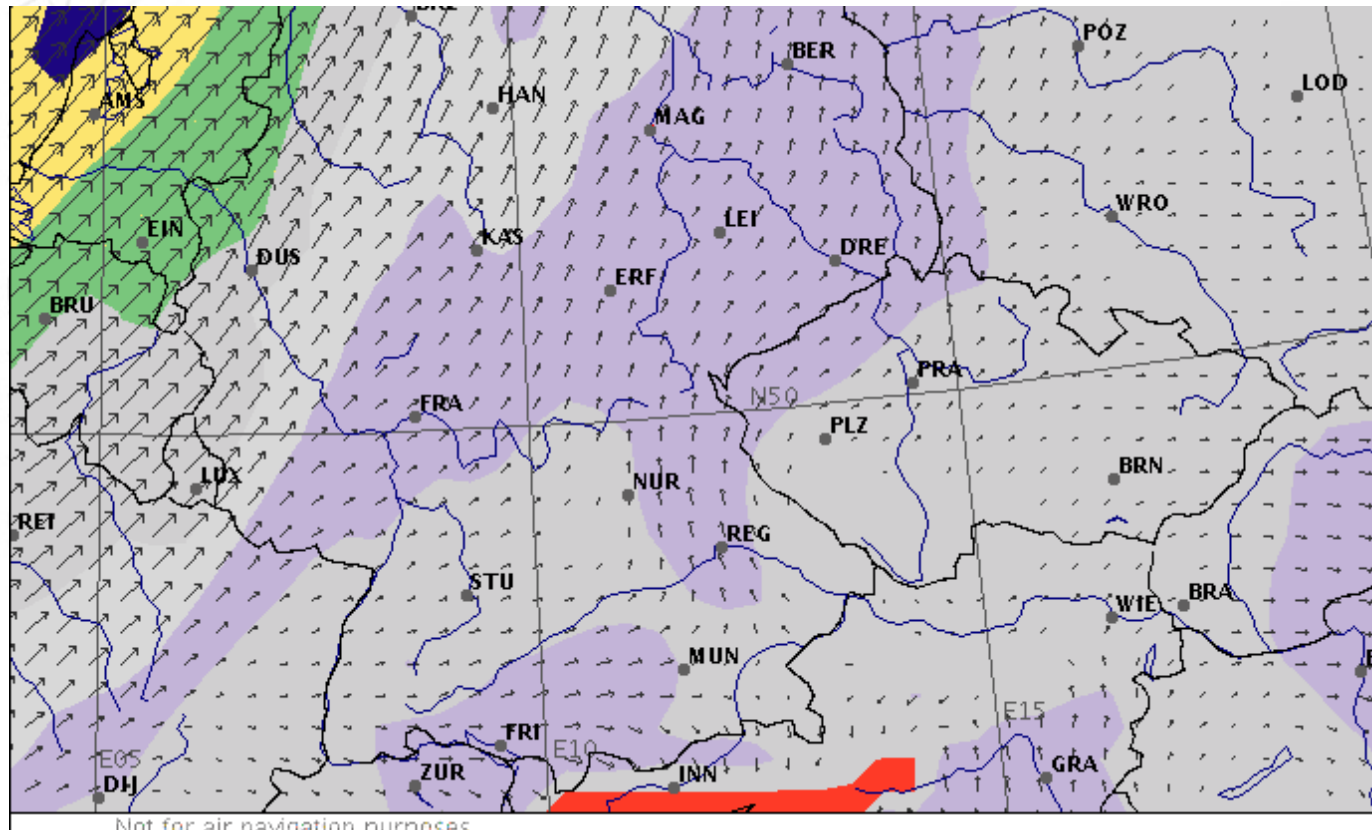 BER
POZ
LOD
AMS
HAN
MAG
WRO
EIN
KAS
LEI
DUS
DRE
ERF
BRU
PRA
N50
FRA
PLZ
BRN
LUX
NUR
REI
REG
STU
WIE
BRA
MUN
E15
FRI
E10
E05
DIJ
ZUR
INN
GRA
Not for air navigation purposes